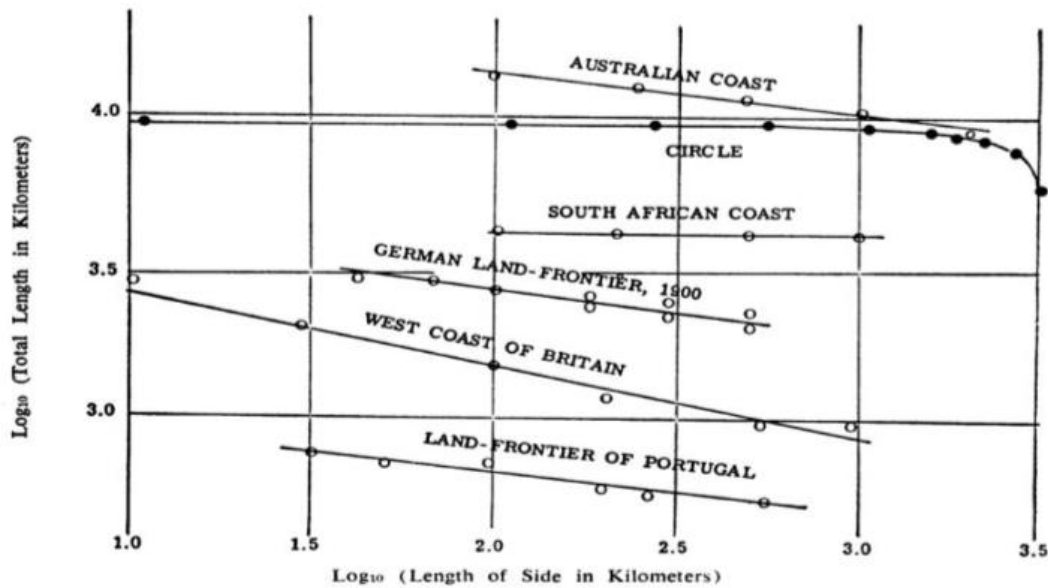 AUSTRALIAN COAST
4.0
CIRCLE
SOUTH AFRICAN COAST
GERMAN LAND-FRONTIER, 1900
3.5
WEST COAST OF BRITAIN
3.0
LAND-FRONTIER OF PORTUGAL
Log₁₀ (Total Length in Kilometers)
1.0 1.5 2.0 2.5 3.0 3.5
Log₁₀ (Length of Side in Kilometers)